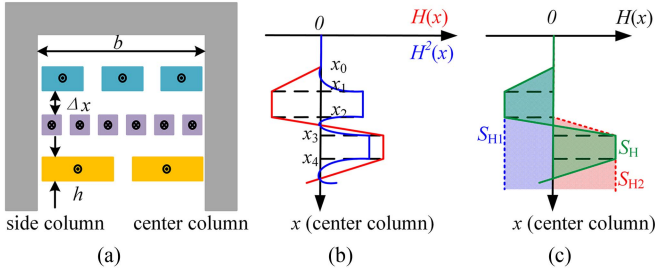 b
Δx
h
side column
center column
(a)
0
H(x)
H²(x)
x₀
x₁
x₂
x₃
x₄
x (center column)
(b)
0
H(x)
S_H1
S_H
S_H2
x (center column)
(c)